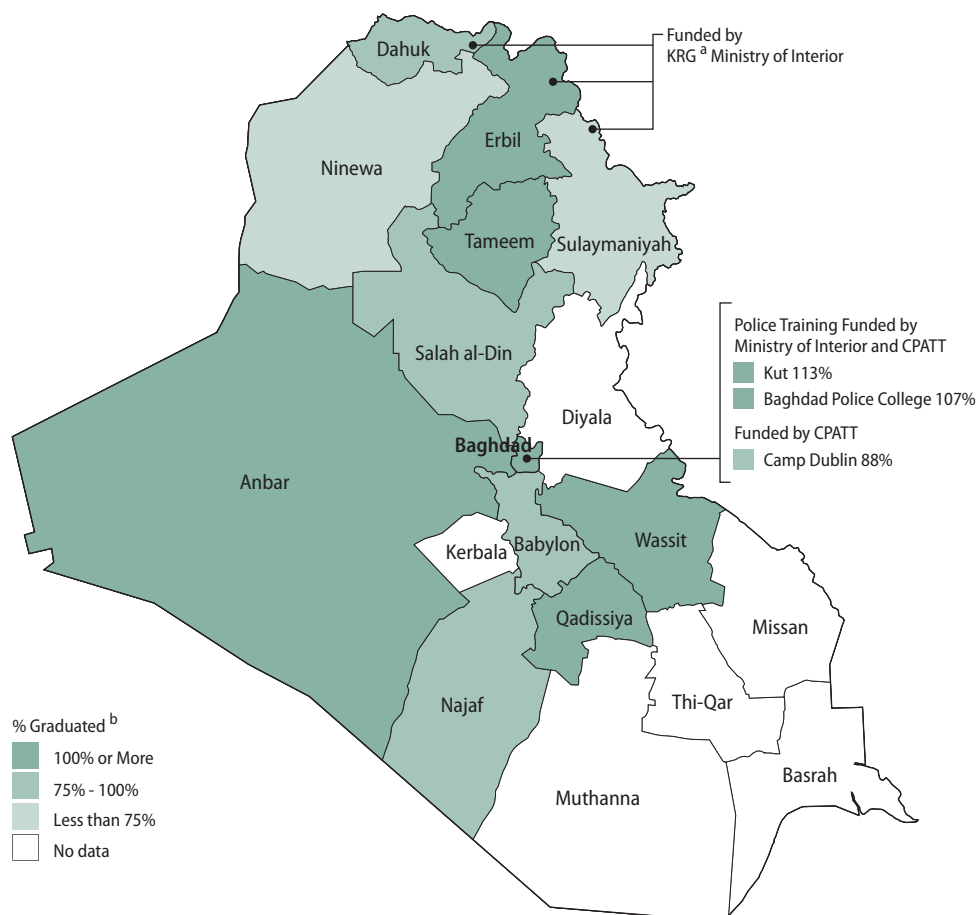 Funded by
KRG a Ministry of Interior
Dahuk
Erbil
Ninewa
Tameem
Sulaymaniyah
Salah al-Din
Police Training Funded by
Ministry of Interior and CPATT
Kut 113%
Baghdad Police College 107%
Funded by CPATT
Camp Dublin 88%
Diyala
Baghdad
Anbar
Kerbala
Babylon
Wassit
Qadissiya
Missan
Najaf
Thi-Qar
Muthanna
Basrah
% Graduated b
100% or More
75% - 100%
Less than 75%
No data